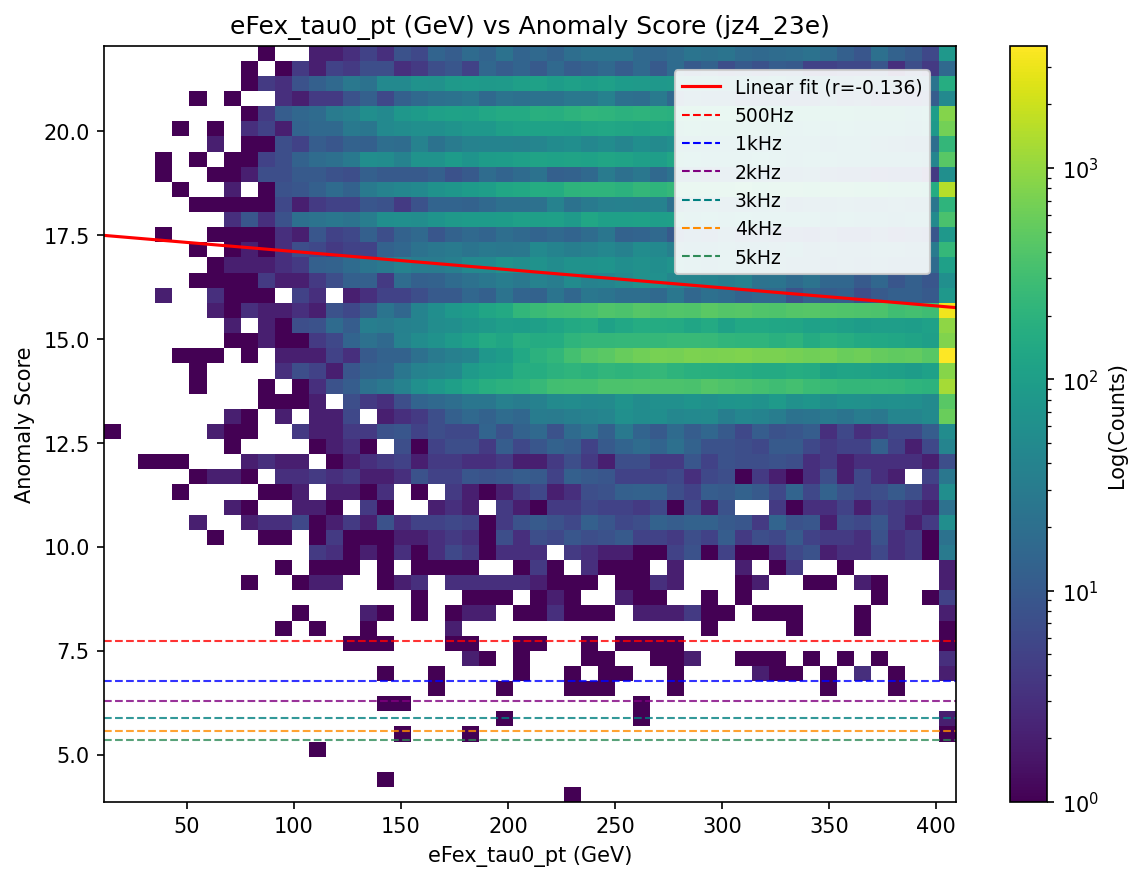 eFex_tau0_pt (GeV) vs Anomaly Score (jz4_23e)
Linear fit (r=-0.136)
500Hz
1kHz
2kHz
3kHz
4kHz
5kHz
20.0
17.5
15.0
12.5
10.0
7.5
5.0
Anomaly Score
50
100
150
200
250
300
350
400
eFex_tau0_pt (GeV)
10³
10²
10¹
10⁰
Log(Counts)